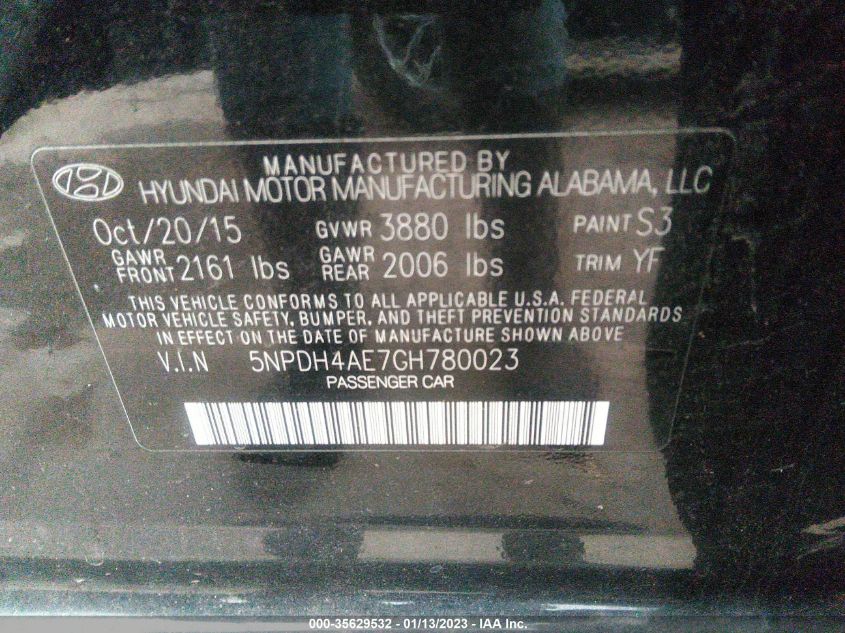 MANUFACTURED BY
HYUNDAI MOTOR MANUFACTURING ALABAMA, LLC
Oct/20/15 GVWR 3880 lbs PAINT S3
GAWR FRONT 2161 lbs GAWR REAR 2006 lbs TRIM YF
THIS VEHICLE CONFORMS TO ALL APPLICABLE U.S.A. FEDERAL
MOTOR VEHICLE SAFETY, BUMPER, AND THEFT PREVENTION STANDARDS
IN EFFECT ON THE DATE OF MANUFACTURE SHOWN ABOVE
V.I.N 5NPDH4AE7GH780023
PASSENGER CAR
000-35629532 - 01/13/2023 - IAA Inc.